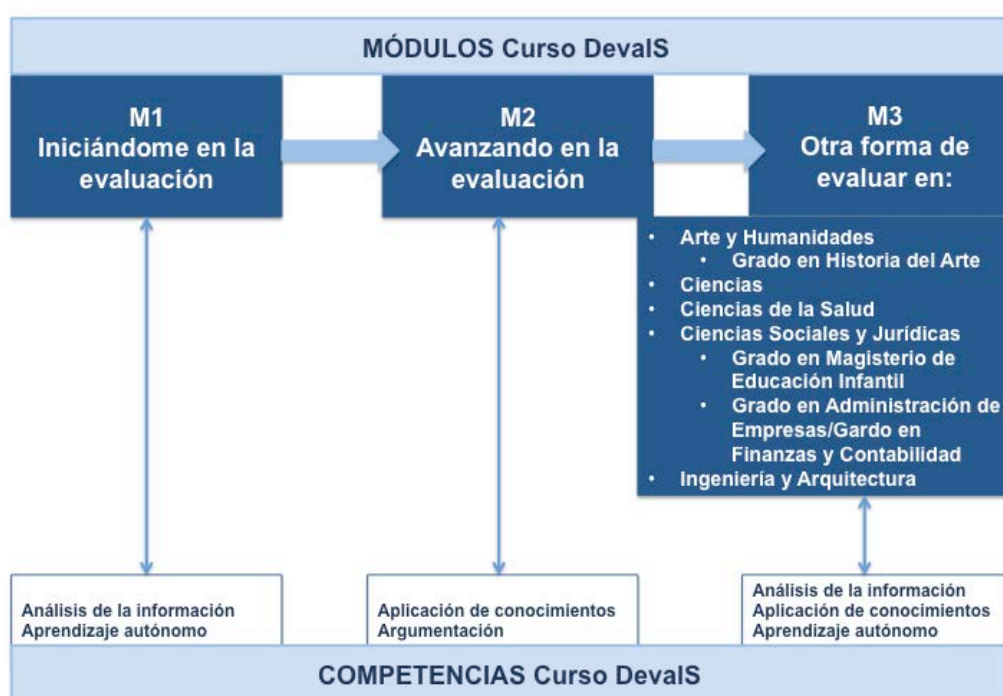 MÓDULOS Curso DevalS
M1
Iniciándome en la
evaluación
M2
Avanzando en la
evaluación
M3
Otra forma de
evaluar en:
• Arte y Humanidades
• Grado en Historia del Arte
• Ciencias
• Ciencias de la Salud
• Ciencias Sociales y Jurídicas
• Grado en Magisterio de
Educación Infantil
• Grado en Administración de
Empresas/Gardo en
Finanzas y Contabilidad
• Ingeniería y Arquitectura
Análisis de la información
Aprendizaje autónomo
Aplicación de conocimientos
Argumentación
Análisis de la información
Aplicación de conocimientos
Aprendizaje autónomo
COMPETENCIAS Curso DevalS